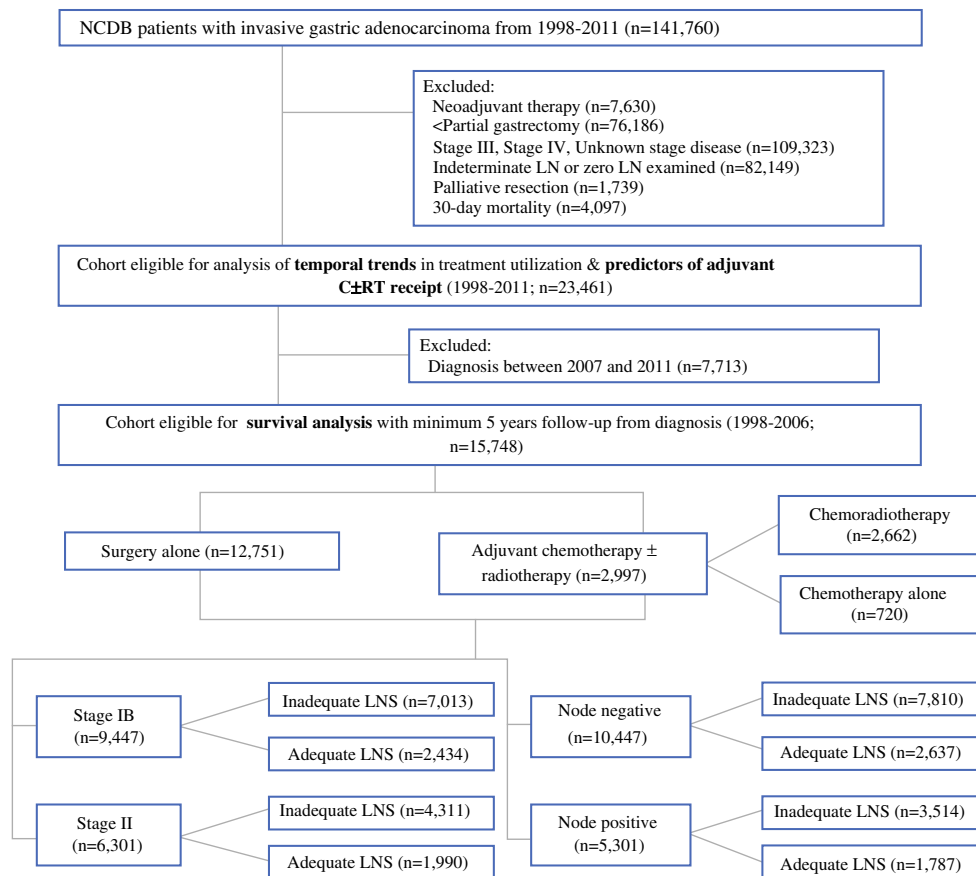 NCDB patients with invasive gastric adenocarcinoma from 1998-2011 (n=141,760)
Excluded:
Neoadjuvant therapy (n=7,630)
<Partial gastrectomy (n=76,186)
Stage III, Stage IV, Unknown stage disease (n=109,323)
Indeterminate LN or zero LN examined (n=82,149)
Palliative resection (n=1,739)
30-day mortality (n=4,097)
Cohort eligible for analysis of temporal trends in treatment utilization & predictors of adjuvant
C±RT receipt (1998-2011; n=23,461)
Excluded:
Diagnosis between 2007 and 2011 (n=7,713)
Cohort eligible for survival analysis with minimum 5 years follow-up from diagnosis (1998-2006;
n=15,748)
Surgery alone (n=12,751)
Adjuvant chemotherapy ±
radiotherapy (n=2,997)
Chemoradiotherapy
(n=2,662)
Chemotherapy alone
(n=720)
Stage IB
(n=9,447)
Inadequate LNS (n=7,013)
Adequate LNS (n=2,434)
Stage II
(n=6,301)
Inadequate LNS (n=4,311)
Adequate LNS (n=1,990)
Node negative
(n=10,447)
Inadequate LNS (n=7,810)
Adequate LNS (n=2,637)
Node positive
(n=5,301)
Inadequate LNS (n=3,514)
Adequate LNS (n=1,787)